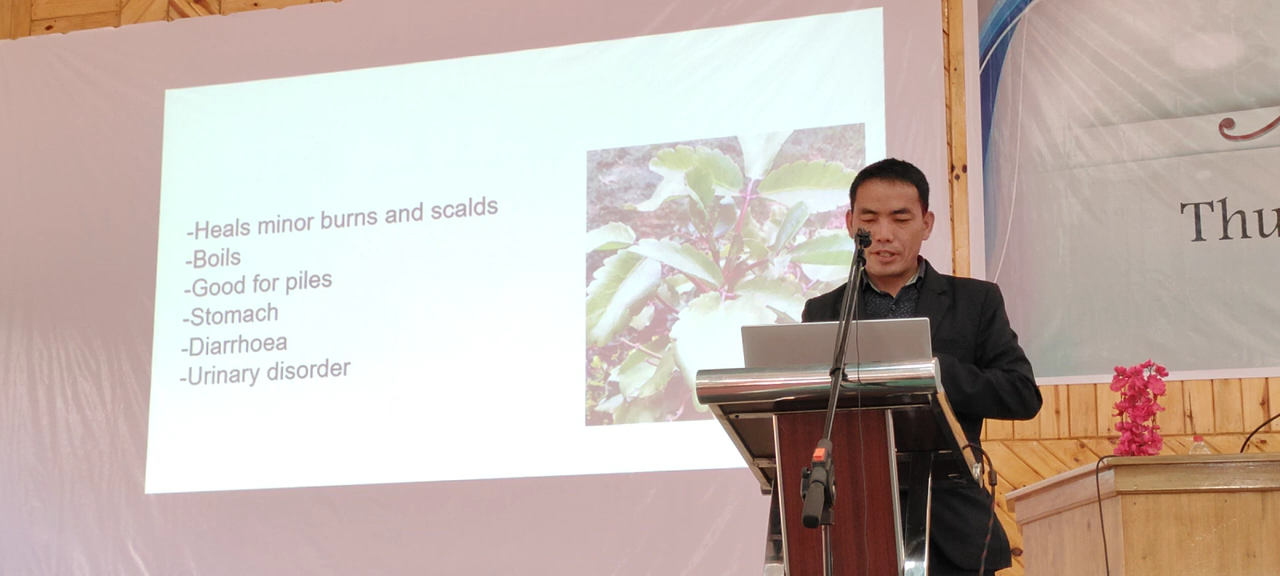 -Heals minor burns and scalds
-Boils
-Good for piles
-Stomach
-Diarrhoea
-Urinary disorder
Thu